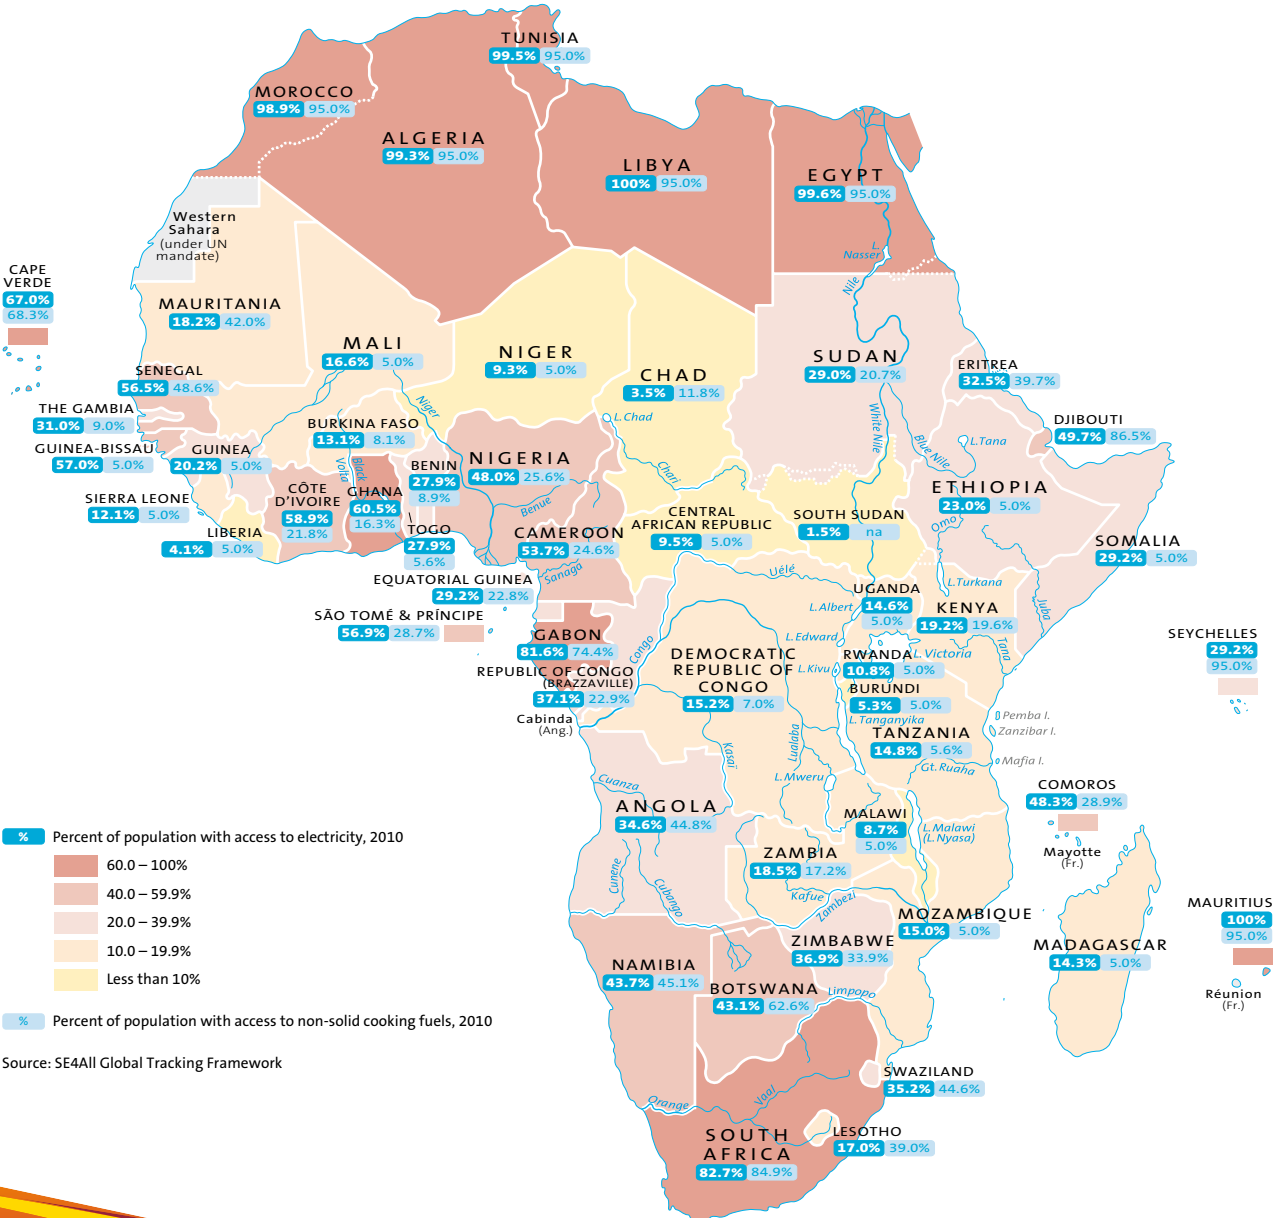 TUNISIA
99.5% 95.0%
MOROCCO
98.9% 95.0%
ALGERIA
99.3% 95.0%
LIBYA
100% 95.0%
EGYPT
99.6% 95.0%
Western
Sahara
(under UN
mandate)
L.
Nasser
Nile
CAPE
VERDE
67.0%
68.3%
MAURITANIA
18.2% 42.0%
MALI
16.6% 5.0%
NIGER
9.3% 5.0%
CHAD
3.5% 11.8%
SUDAN
29.0% 20.7%
ERITREA
32.5% 39.7%
SENEGAL
56.5% 48.6%
THE GAMBIA
31.0% 9.0%
GUINEA-BISSAU
57.0% 5.0%
GUINEA
20.2% 5.0%
BURKINA FASO
13.1% 8.1%
Niger
L.Chad
Chari
White Nile
Blue Nile
L.Tana
DJIBOUTI
49.7% 86.5%
BENIN
27.9%
8.9%
NIGERIA
48.0% 25.6%
Benue
Black
Volta
SIERRA LEONE
12.1% 5.0%
LIBERIA
4.1% 5.0%
CÔTE
D'IVOIRE
58.9%
21.8%
GHANA
60.5%
16.3%
TOGO
27.9%
5.6%
CAMEROON
53.7% 24.6%
Sanaga
CENTRAL
AFRICAN REPUBLIC
9.5% 5.0%
SOUTH SUDAN
1.5% na
ETHIOPIA
23.0% 5.0%
Omo
SOMALIA
29.2% 5.0%
EQUATORIAL GUINEA
29.2% 22.8%
SÃO TOMÉ & PRÍNCIPE
56.9% 28.7%
GABON
81.6% 74.4%
REPUBLIC OF CONGO
(BRAZZAVILLE)
37.1% 22.9%
Cabinda
(Ang.)
Congo
Uélé
L.Albert
L.Edward
L.Kivu
UGANDA
14.6%
5.0%
L.Turkana
KENYA
19.2% 19.6%
Juba
Tana
DEMOCRATIC
REPUBLIC OF
CONGO
15.2% 7.0%
RWANDA
10.8% 5.0%
L.Victoria
BURUNDI
5.3% 5.0%
L.Tanganyika
TANZANIA
14.8% 5.6%
Gt.Ruaha
Pemba I.
Zanzibar I.
Mafia I.
SEYCHELLES
29.2%
95.0%
Kasaï
Lualaba
L.Mweru
Cuanza
ANGOLA
34.6% 44.8%
Cunene
Cubango
MALAWI
8.7%
5.0%
L.Malawi
(L.Nyasa)
COMOROS
48.3% 28.9%
Mayotte
(Fr.)
ZAMBIA
18.5% 17.2%
Kafue
Zambezi
MOZAMBIQUE
15.0% 5.0%
MADAGASCAR
14.3% 5.0%
MAURITIUS
100%
95.0%
Réunion
(Fr.)
ZIMBABWE
36.9% 33.9%
NAMIBIA
43.7% 45.1%
BOTSWANA
43.1% 62.6%
Limpopo
SWAZILAND
35.2% 44.6%
Orange
Vaal
SOUTH
AFRICA
82.7% 84.9%
LESOTHO
17.0% 39.0%
% Percent of population with access to electricity, 2010
60.0 – 100%
40.0 – 59.9%
20.0 – 39.9%
10.0 – 19.9%
Less than 10%
% Percent of population with access to non-solid cooking fuels, 2010
Source: SE4All Global Tracking Framework